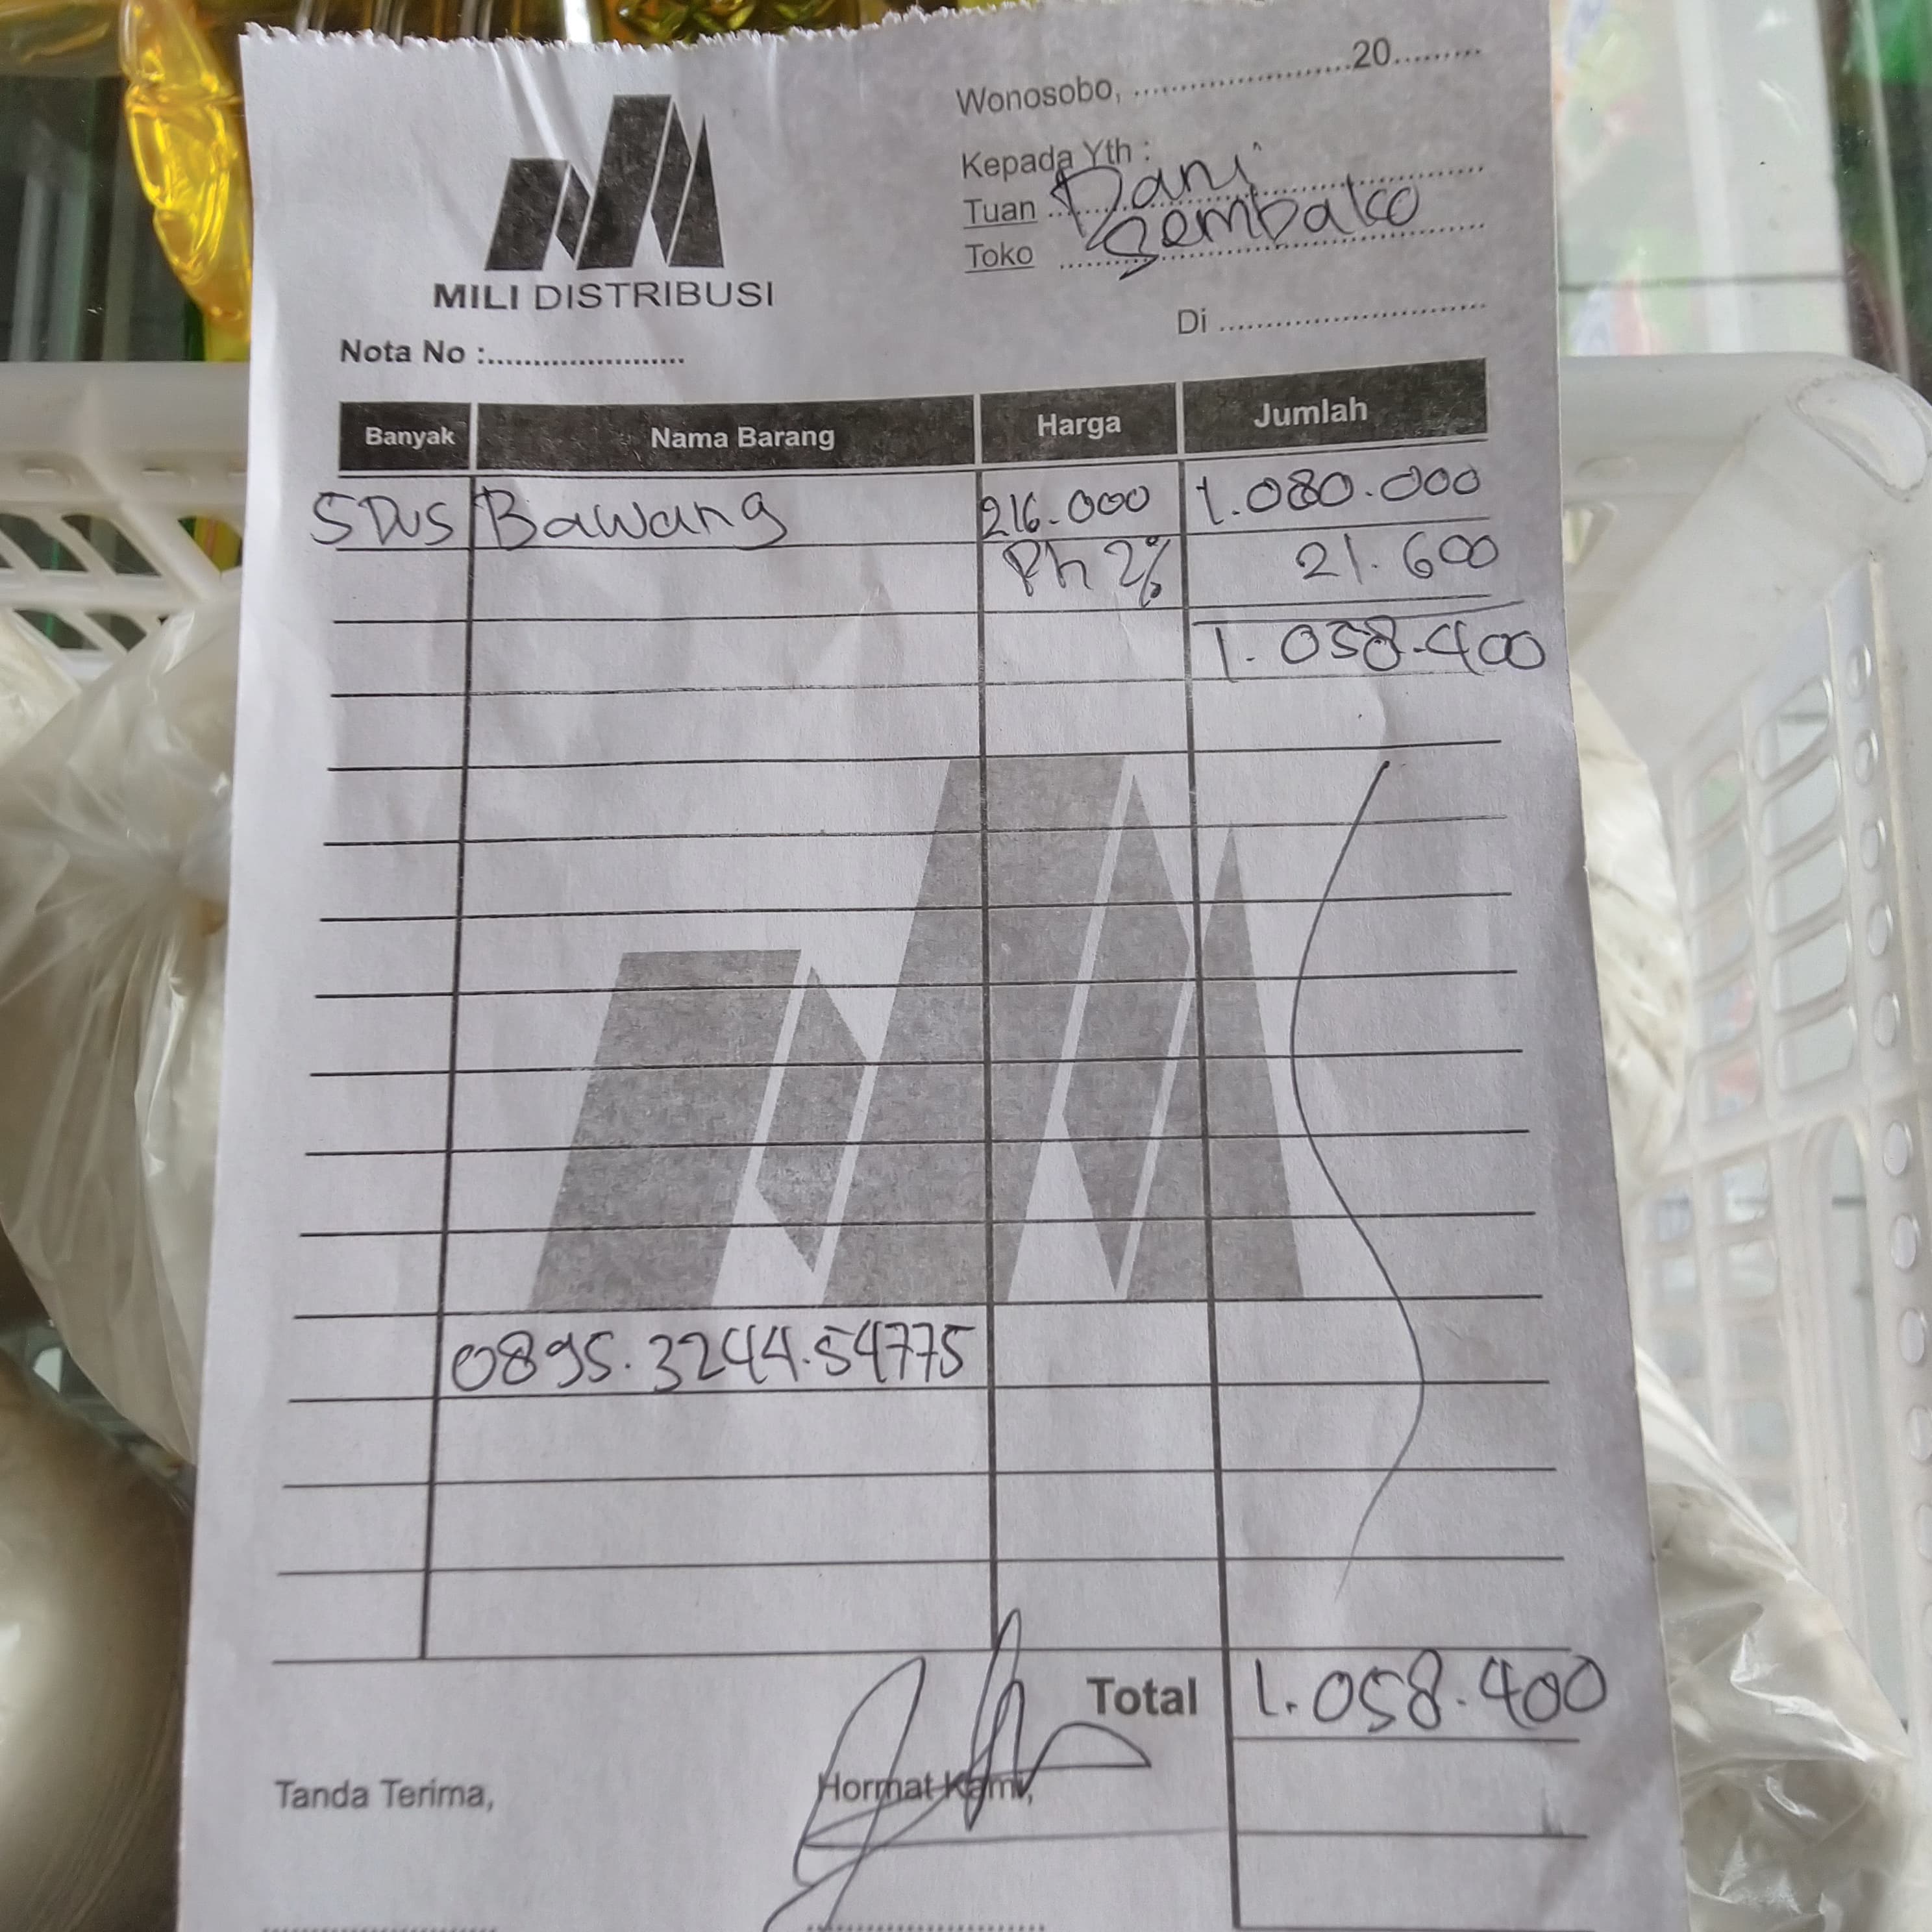 Wonosobo, ........................20.........
Kepada Yth :
Tuan Dani
Toko Sembako
Di ...........................
MILI DISTRIBUSI
Nota No :......................
Banyak Nama Barang Harga Jumlah
5 Dus Bawang 216.000 1.080.000
Ph 2% 21.600
1.058.400
0895.3244.54775
Total 1.058.400
Tanda Terima, Hormat Kami,